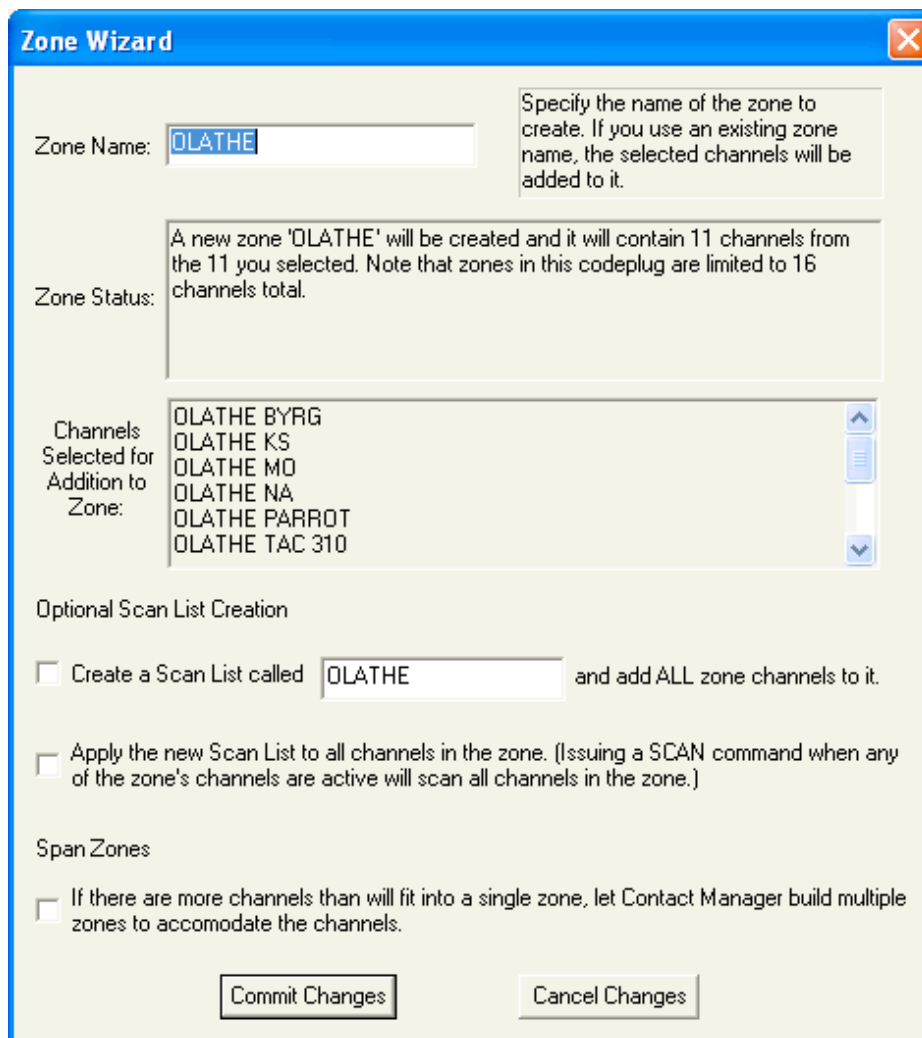 Zone Wizard
Zone Name:
OLATHE
Specify the name of the zone to
create. If you use an existing zone
name, the selected channels will be
added to it.
Zone Status:
A new zone 'OLATHE' will be created and it will contain 11 channels from
the 11 you selected. Note that zones in this codeplug are limited to 16
channels total.
Channels
Selected for
Addition to
Zone:
OLATHE BYRG
OLATHE KS
OLATHE MO
OLATHE NA
OLATHE PARROT
OLATHE TAC 310
Optional Scan List Creation
Create a Scan List called
OLATHE
and add ALL zone channels to it.
Apply the new Scan List to all channels in the zone. (Issuing a SCAN command when any
of the zone's channels are active will scan all channels in the zone.)
Span Zones
If there are more channels than will fit into a single zone, let Contact Manager build multiple
zones to accomodate the channels.
Commit Changes
Cancel Changes